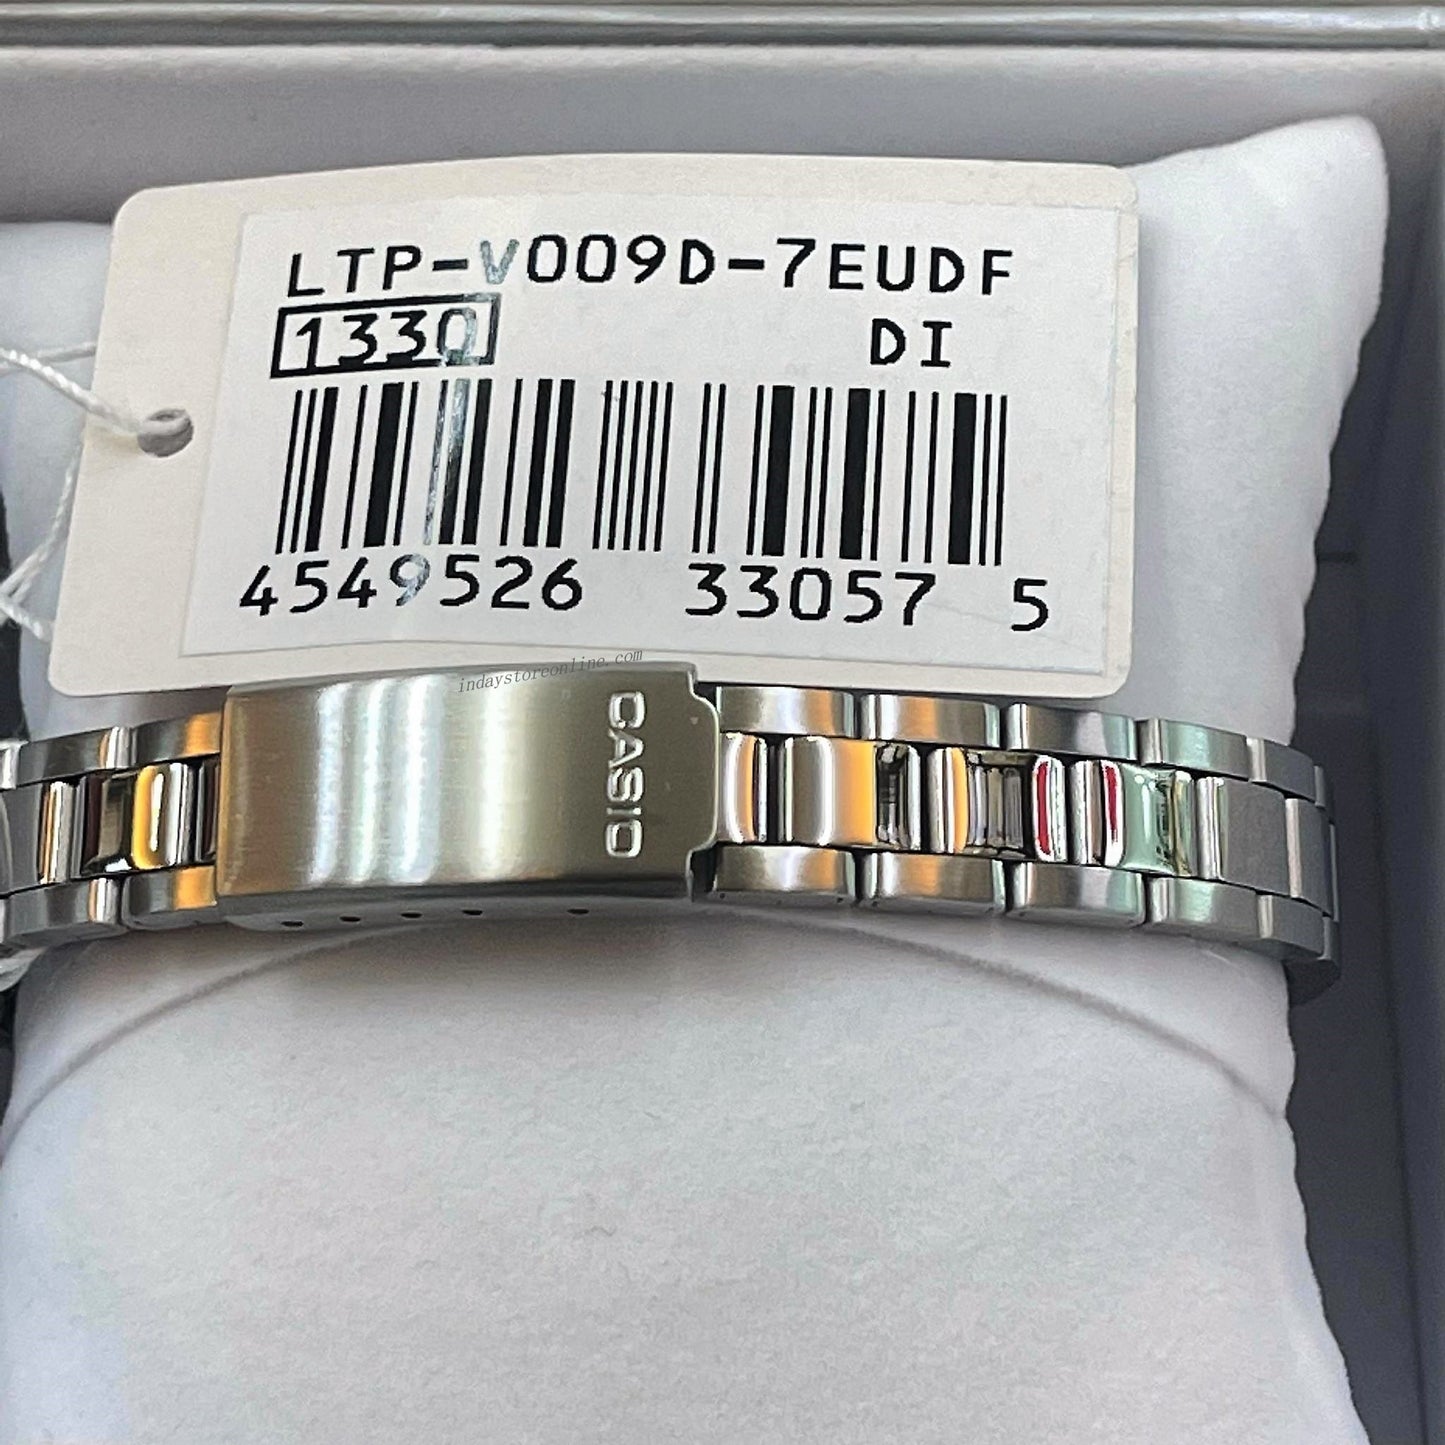 LTP-V009D-7EUDF
1330 DI
4549526 33057 5
indaystoreonline.com
CASIO